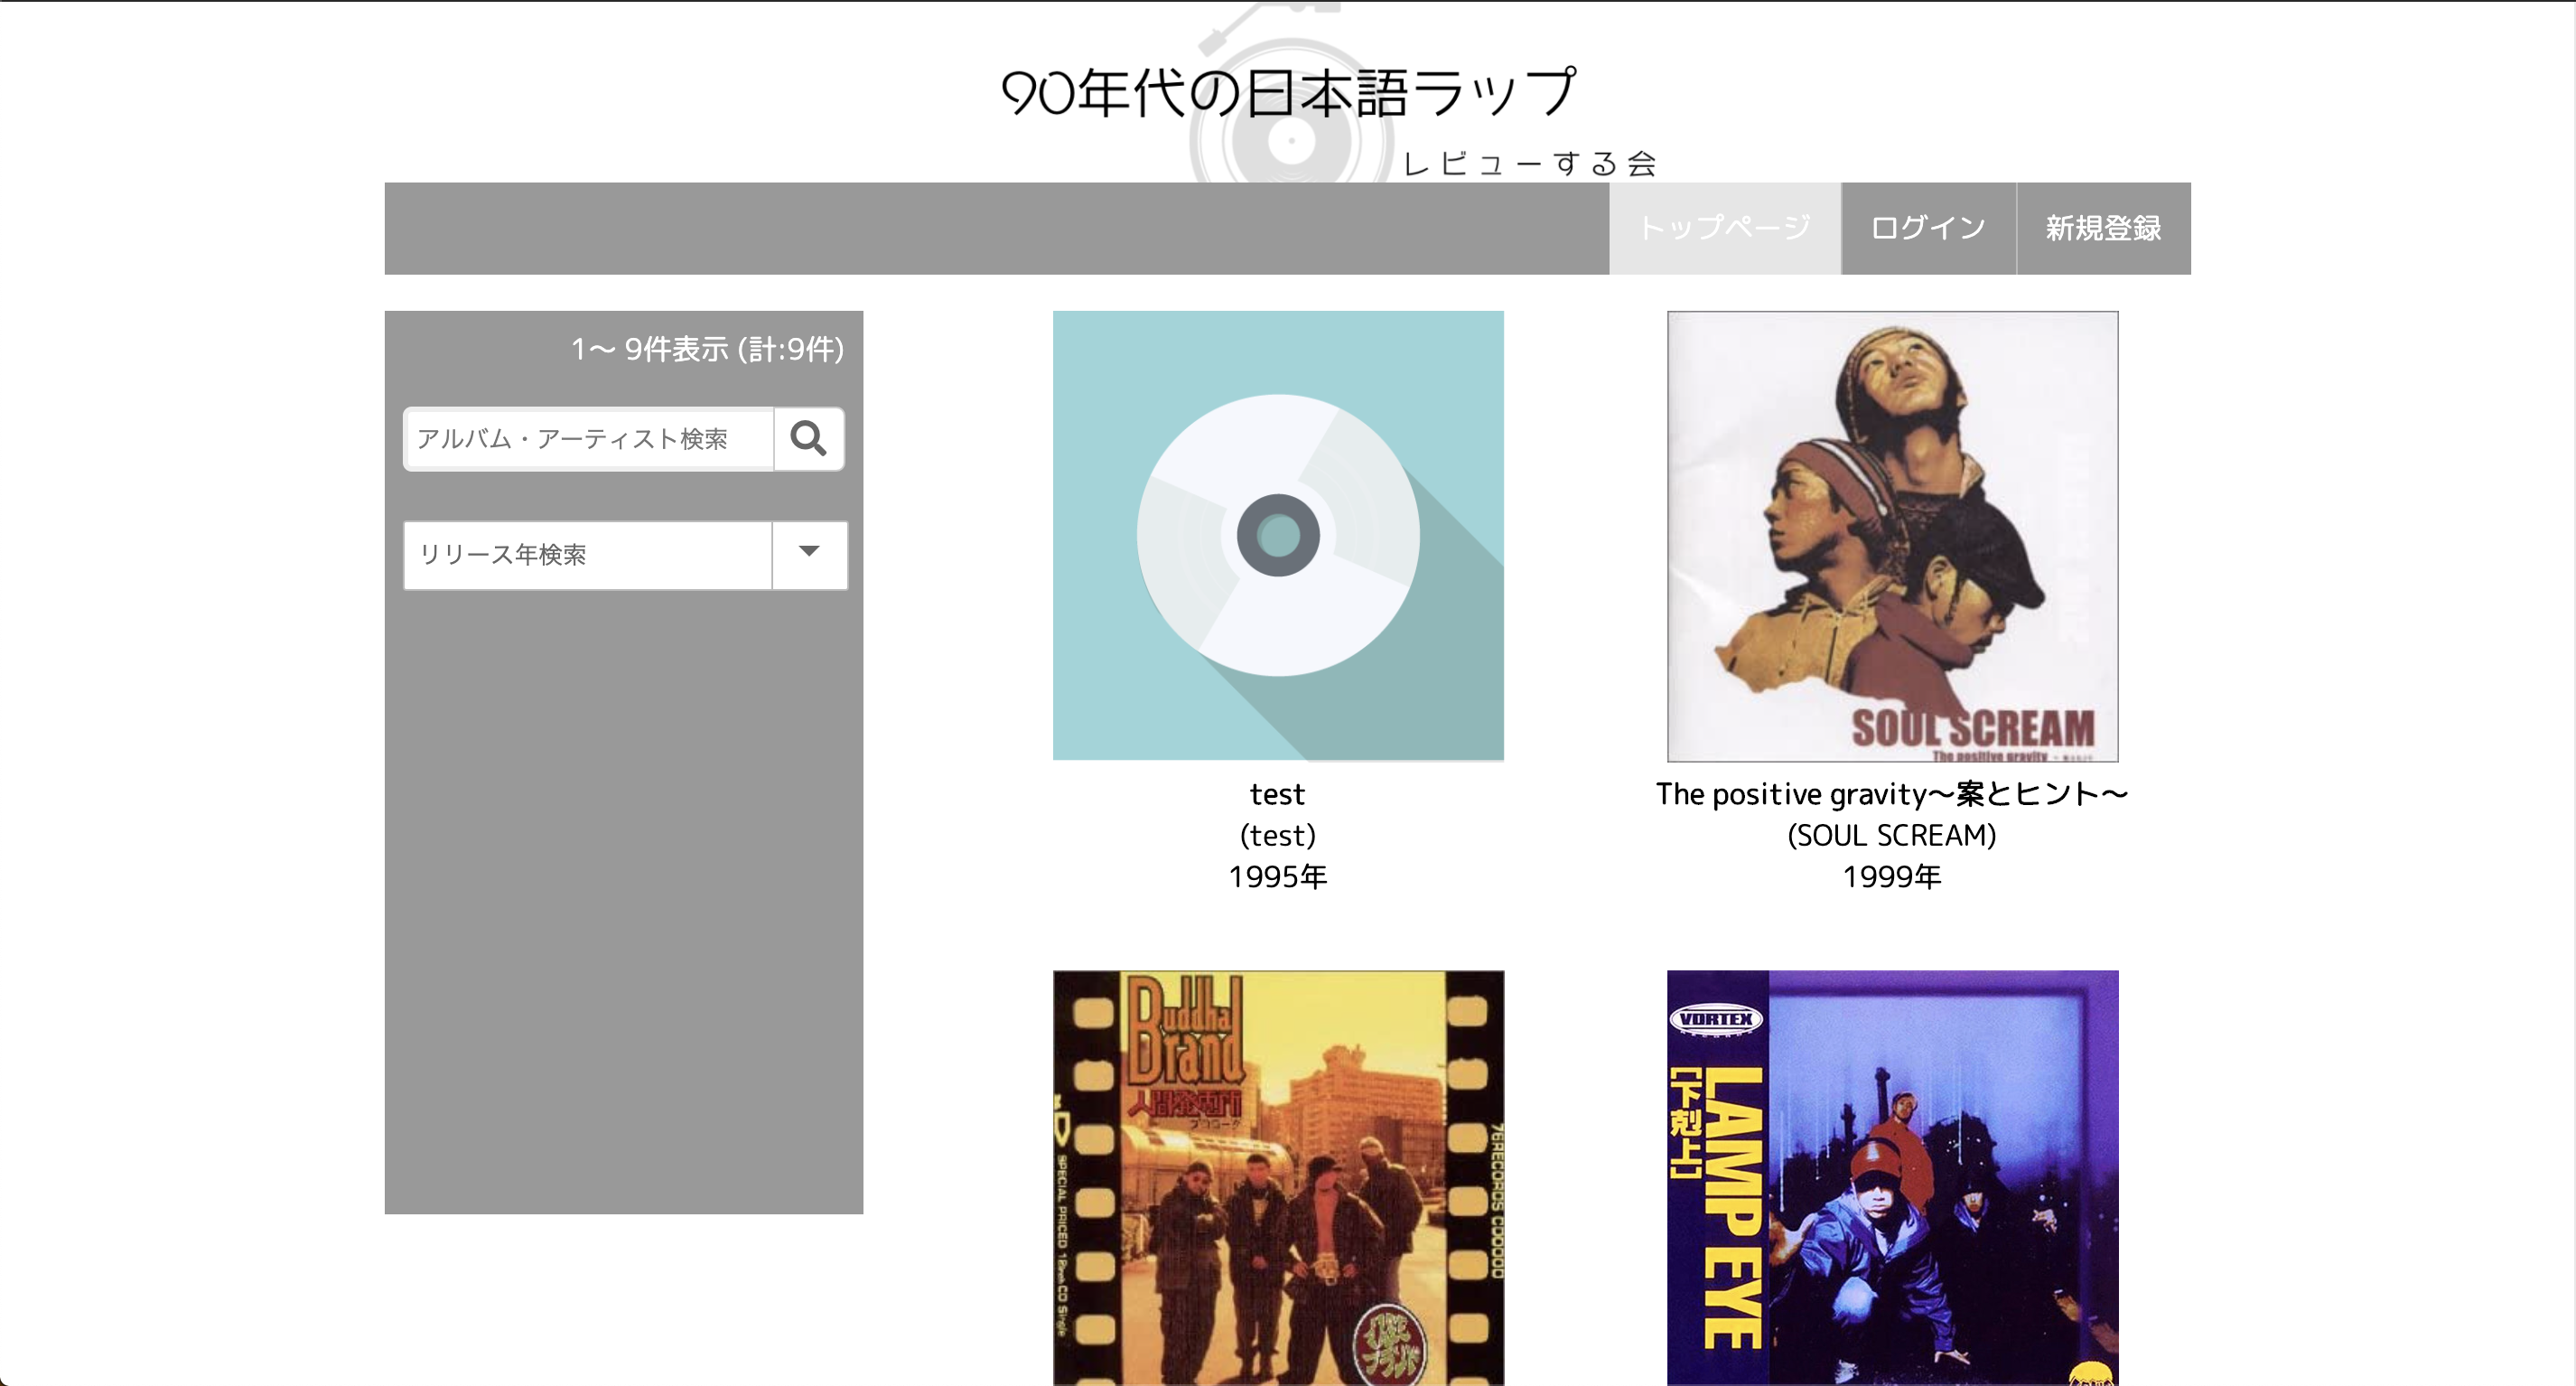 90年代の日本語ラップ
レビューする会
トップページ
ログイン
新規登録
1～ 9件表示 (計:9件)
アルバム・アーティスト検索
リリース年検索
SOUL SCREAM
The positive gravity
test
(test)
1995年
The positive gravity～案とヒント～
(SOUL SCREAM)
1999年
Buddha
Brand
人間発電所
プロローグ
SPECIAL PRICED
CD Single
76RECORDS
VORTEX
LAMP EYE
[下剋上]